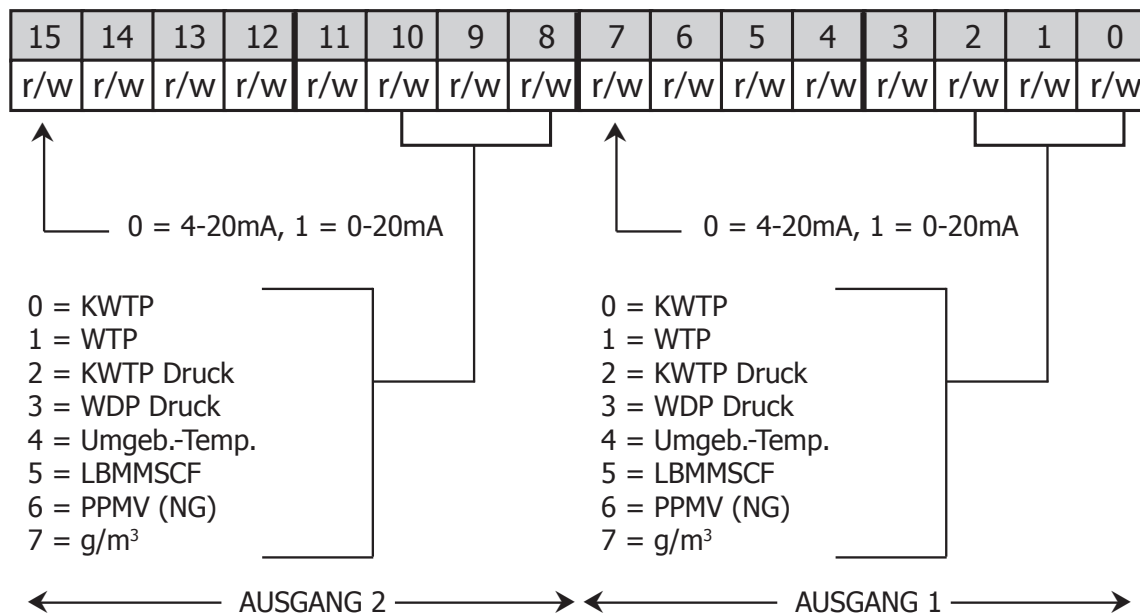 15 14 13 12 11 10 9 8 7 6 5 4 3 2 1 0
r/w r/w r/w r/w r/w r/w r/w r/w r/w r/w r/w r/w r/w r/w r/w r/w
0 = 4-20mA, 1 = 0-20mA
0 = 4-20mA, 1 = 0-20mA
0 = KWTP
1 = WTP
2 = KWTP Druck
3 = WDP Druck
4 = Umgeb.-Temp.
5 = LBMMSCF
6 = PPMV (NG)
7 = g/m³
0 = KWTP
1 = WTP
2 = KWTP Druck
3 = WDP Druck
4 = Umgeb.-Temp.
5 = LBMMSCF
6 = PPMV (NG)
7 = g/m³
AUSGANG 2
AUSGANG 1